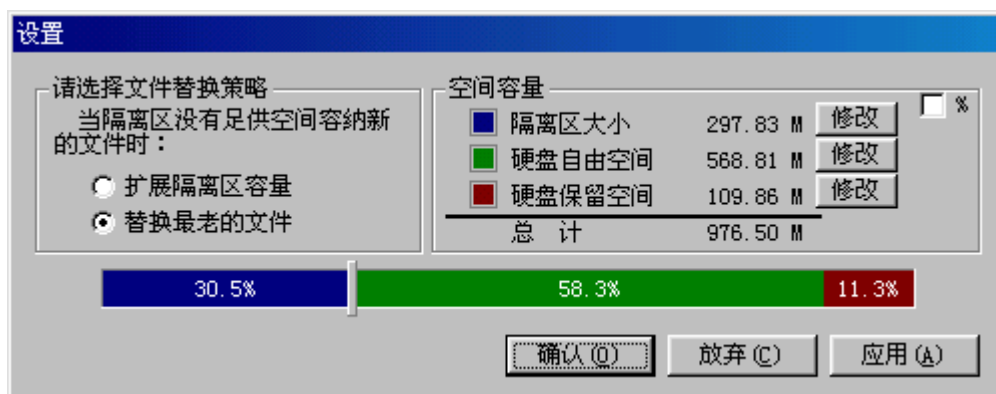 设置
请选择文件替换策略
当隔离区没有足供空间容纳新
的文件时：
扩展隔离区容量
替换最老的文件
空间容量
%
隔离区大小 297.83 M 修改
硬盘自由空间 568.81 M 修改
硬盘保留空间 109.86 M 修改
总 计 976.50 M
30.5% 58.3% 11.3%
确认(O) 放弃(C) 应用(A)